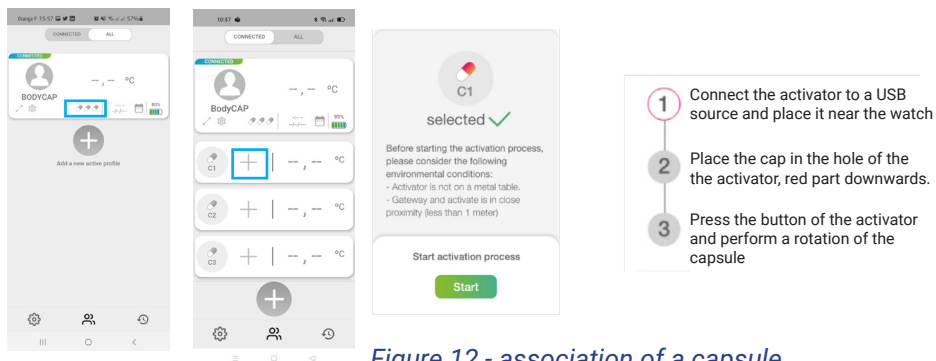 Orange F 15:57 57%
CONNECTED ALL
CONNECTED
--,-- °C
BODYCAP
--:--
--/--/--
80%
Add a new active profile
10:37
CONNECTED ALL
CONNECTED
--,-- °C
BodyCAP
--:--
--/--/--
95%
C1 --,-- °C
C2 --,-- °C
C3 --,-- °C
C1
selected
Before starting the activation process,
please consider the following
environmental conditions:
- Activator is not on a metal table.
- Gateway and activate is in close
proximity (less than 1 meter)
Start activation process
Start
1 Connect the activator to a USB
source and place it near the watch
2 Place the cap in the hole of the
the activator, red part downwards.
3 Press the button of the activator
and perform a rotation of the
capsule
Figure 12 - association of a capsule